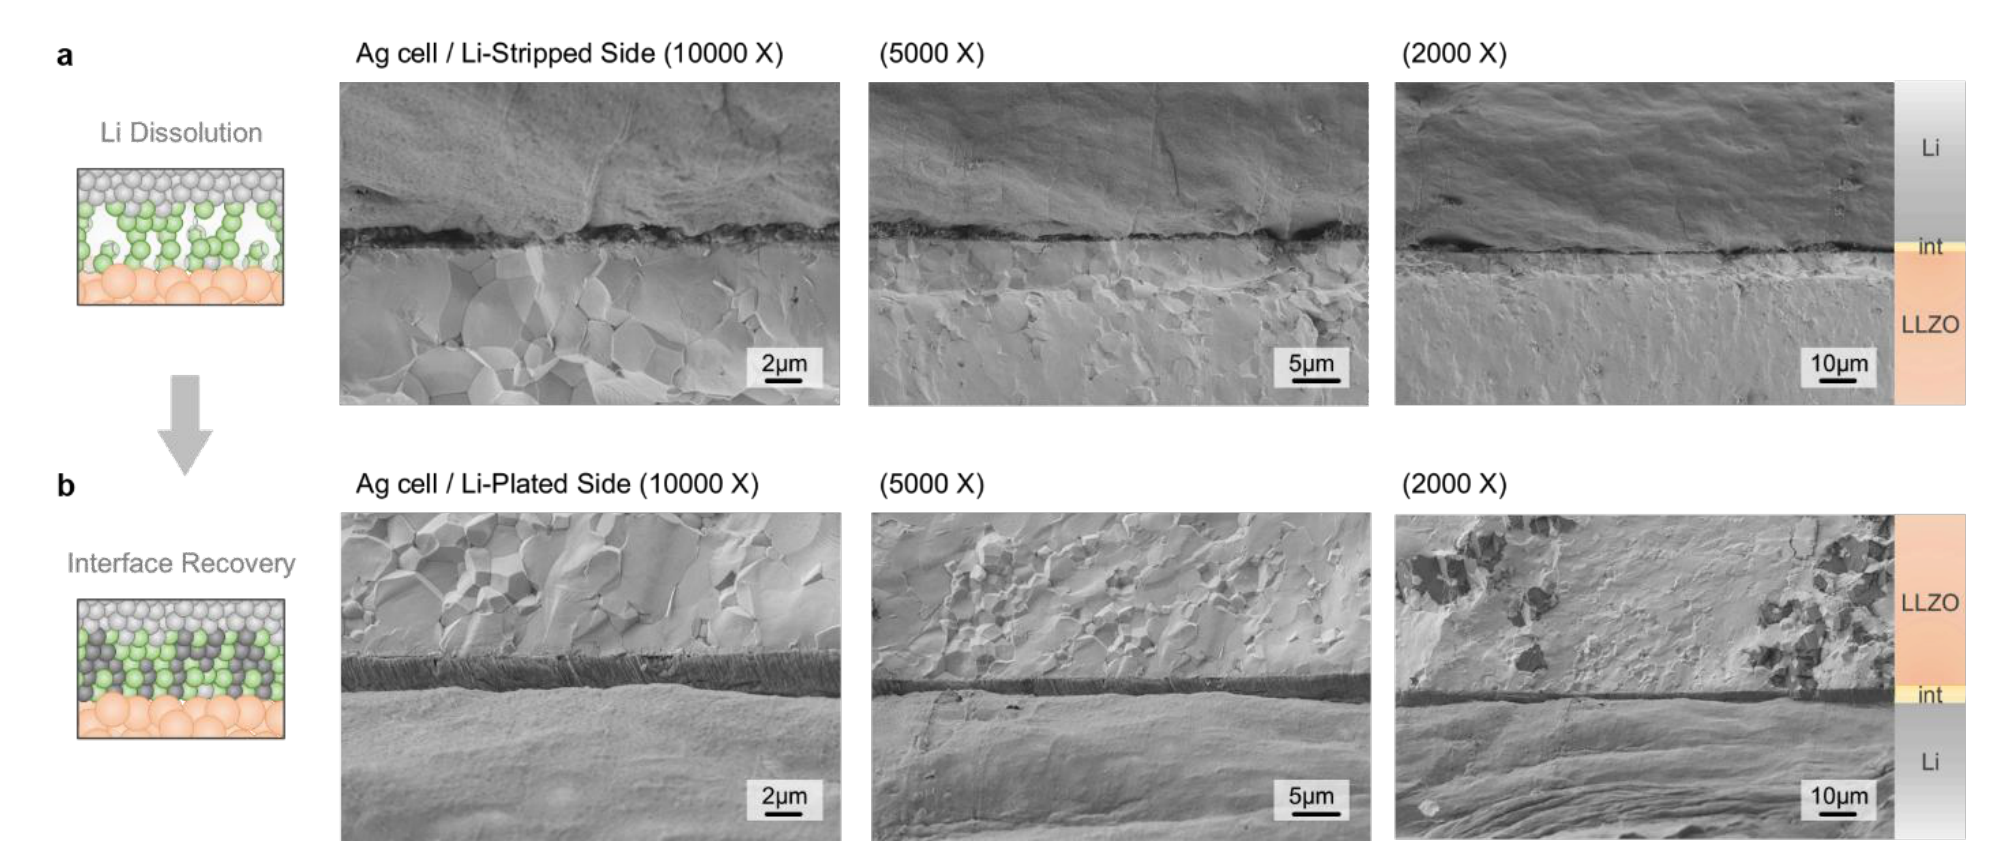 a
Ag cell / Li-Stripped Side (10000 X)
(5000 X)
(2000 X)
Li Dissolution
Li
int
LLZO
2μm
5μm
10μm
b
Ag cell / Li-Plated Side (10000 X)
(5000 X)
(2000 X)
Interface Recovery
LLZO
int
Li
2μm
5μm
10μm